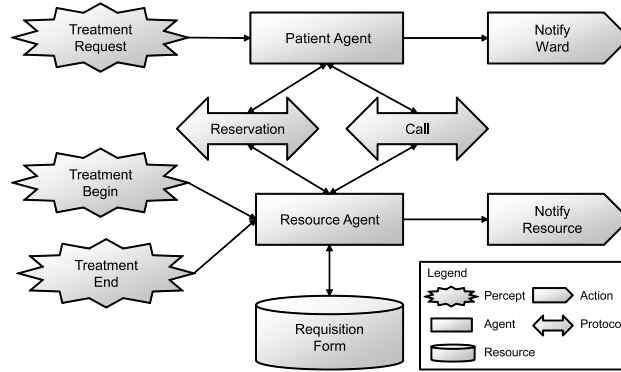 Treatment
Request
Patient Agent
Notify
Ward
Reservation
Call
Treatment
Begin
Resource Agent
Notify
Resource
Treatment
End
Requisition
Form
Legend
Percept
Action
Agent
Protoco
Resource